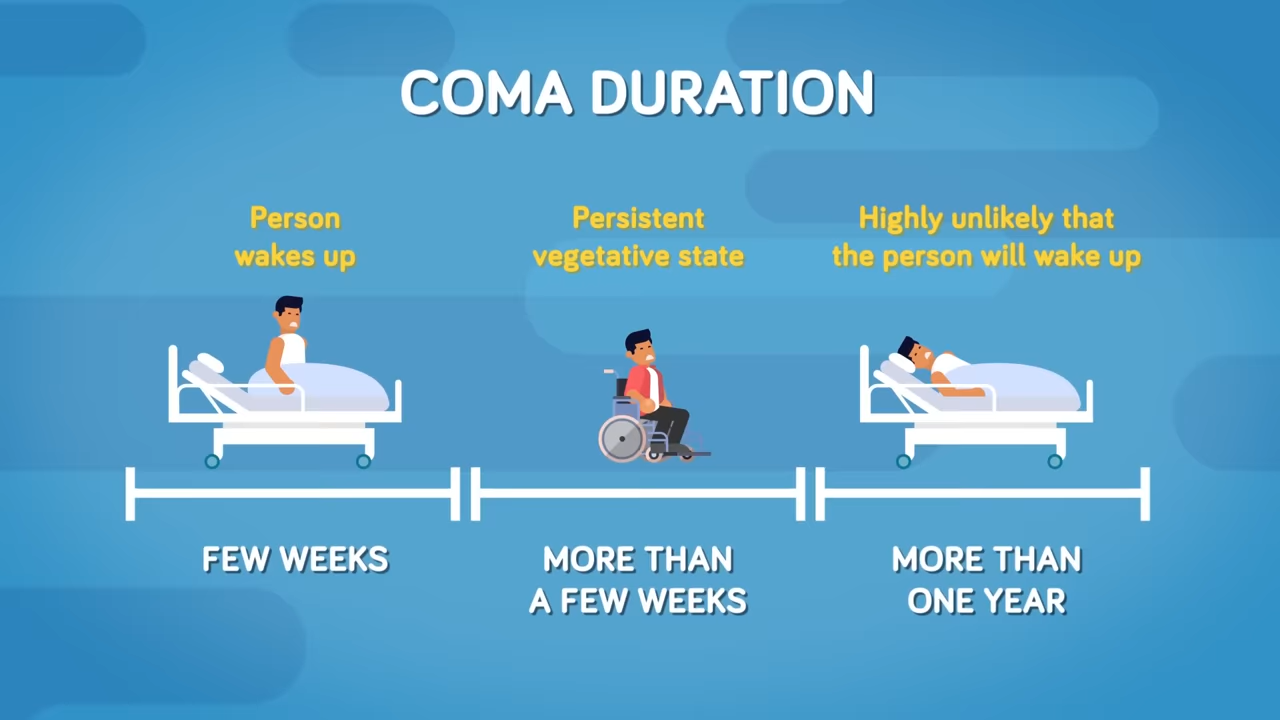 COMA DURATION
Person
wakes up
Persistent
vegetative state
Highly unlikely that
the person will wake up
FEW WEEKS
MORE THAN
A FEW WEEKS
MORE THAN
ONE YEAR